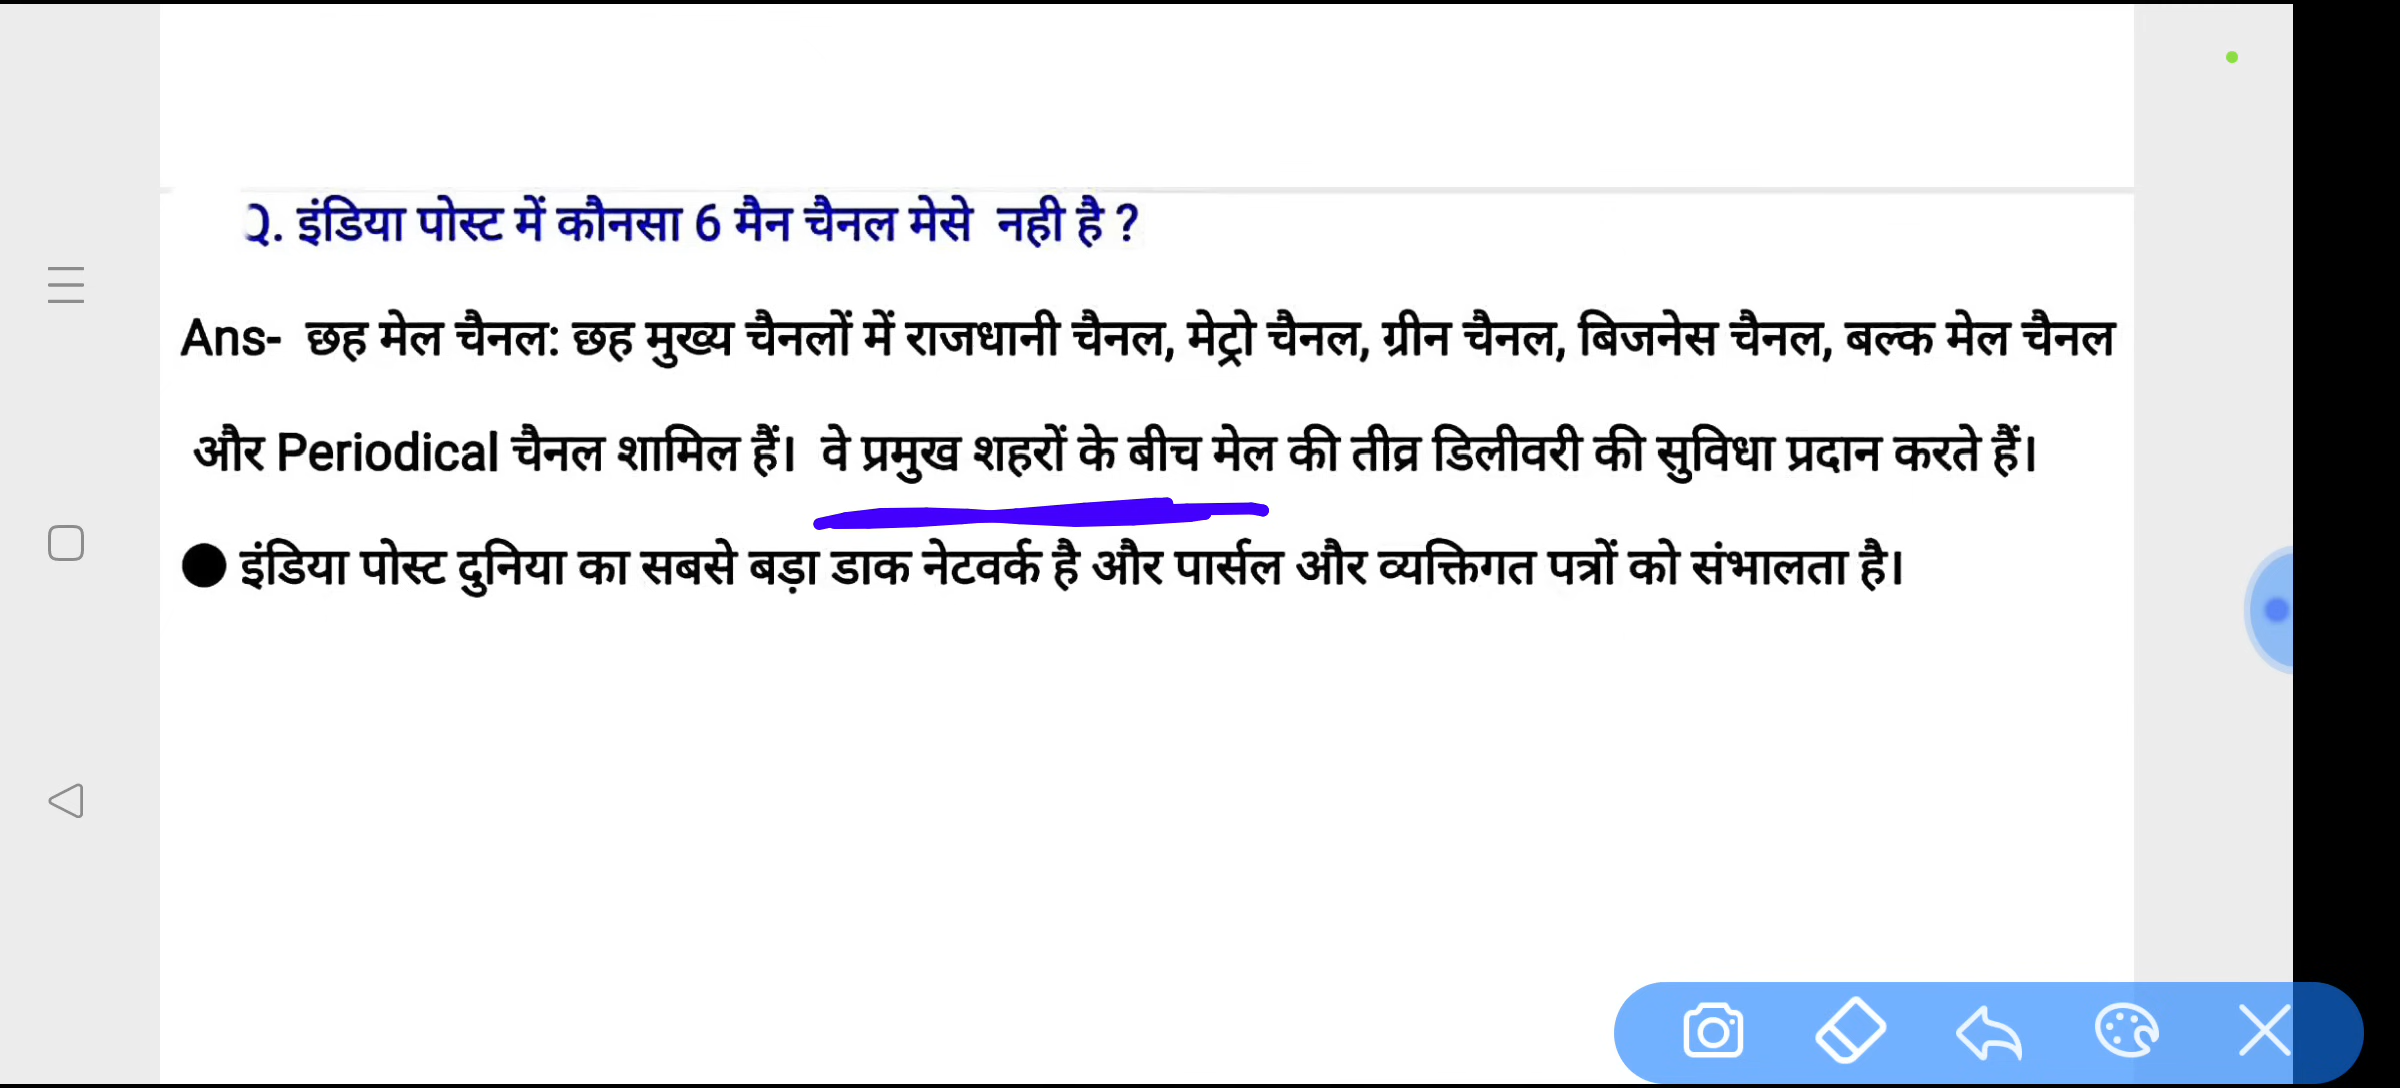 Q. इंडिया पोस्ट में कौनसा 6 मैन चैनल मेसे नही है ?
Ans- छह मेल चैनल: छह मुख्य चैनलों में राजधानी चैनल, मेट्रो चैनल, ग्रीन चैनल, बिजनेस चैनल, बल्क मेल चैनल
और Periodical चैनल शामिल हैं। वे प्रमुख शहरों के बीच मेल की तीव्र डिलीवरी की सुविधा प्रदान करते हैं।
● इंडिया पोस्ट दुनिया का सबसे बड़ा डाक नेटवर्क है और पार्सल और व्यक्तिगत पत्रों को संभालता है।